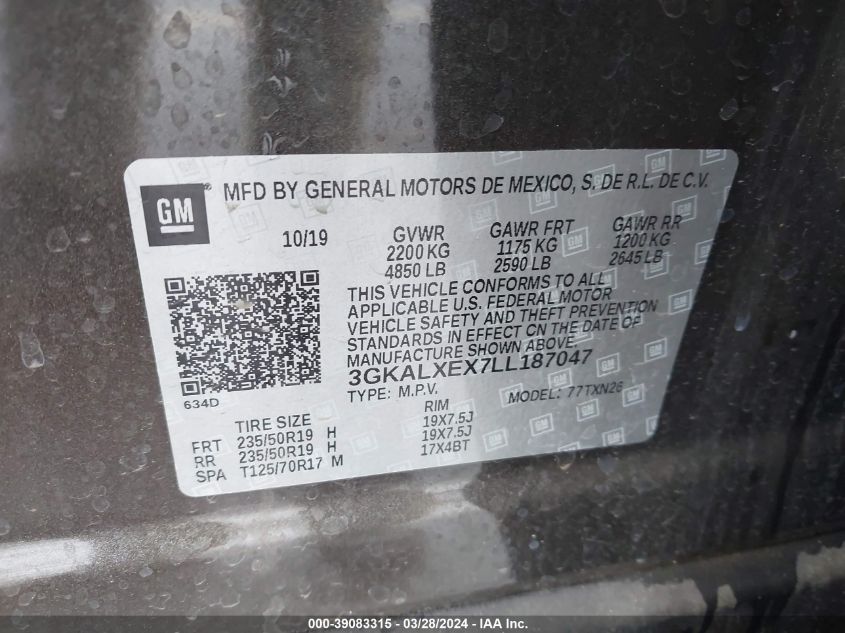 GM
MFD BY GENERAL MOTORS DE MEXICO, S. DE R.L. DE C.V.
10/19
GVWR GAWR FRT GAWR RR
2200 KG 1175 KG 1200 KG
4850 LB 2590 LB 2645 LB
THIS VEHICLE CONFORMS TO ALL
APPLICABLE U.S. FEDERAL MOTOR
VEHICLE SAFETY AND THEFT PREVENTION
STANDARDS IN EFFECT ON THE DATE OF
MANUFACTURE SHOWN ABOVE.
3GKALXEX7LL187047
634D
TYPE: M.P.V. MODEL: 77TXN26
TIRE SIZE RIM
FRT 235/50R19 H 19X7.5J
RR 235/50R19 H 19X7.5J
SPA T125/70R17 M 17X4BT
000-39083315 - 03/28/2024 - IAA Inc.